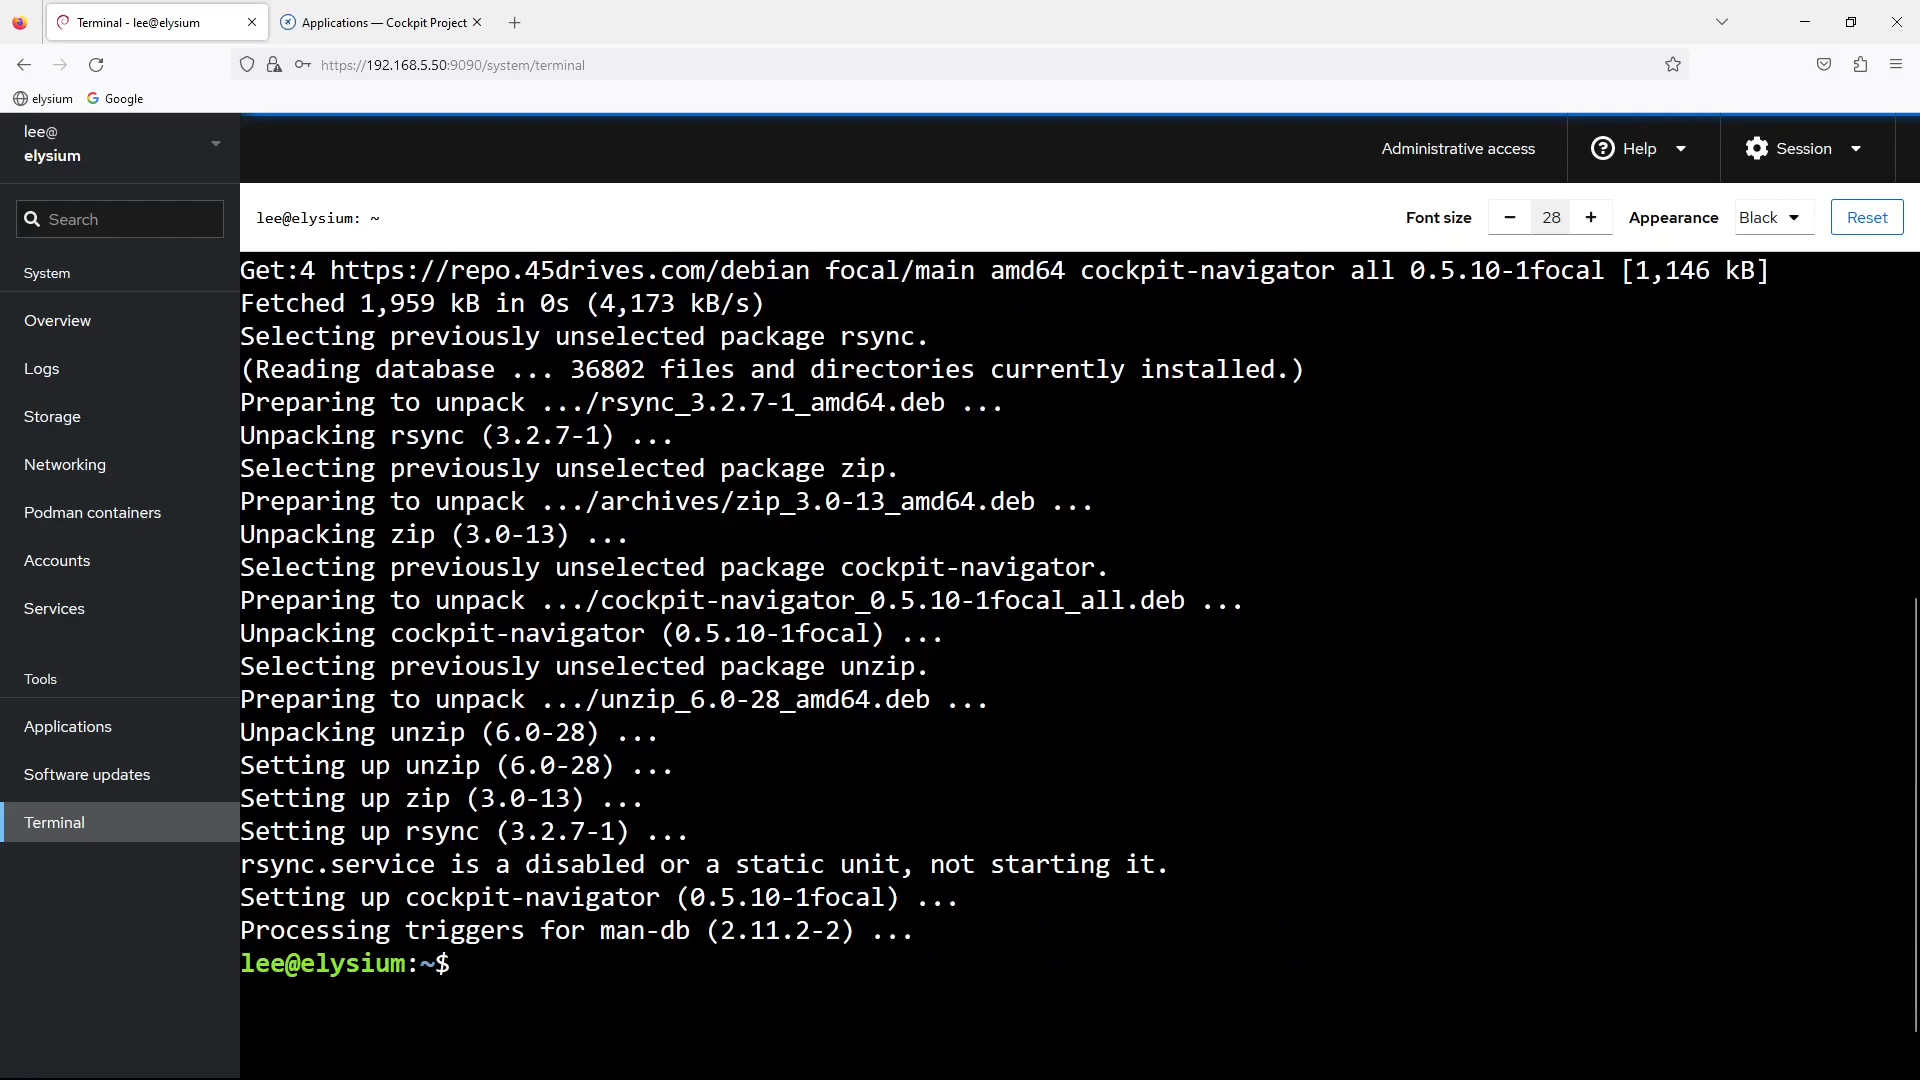 Terminal - lee@elysium
Applications — Cockpit Project
https://192.168.5.50:9090/system/terminal
elysium
Google
lee@
elysium
Administrative access
Help
Session
Search
lee@elysium: ~
Font size
28
Appearance
Black
Reset
System
Overview
Logs
Storage
Networking
Podman containers
Accounts
Services
Tools
Applications
Software updates
Terminal
Get:4 https://repo.45drives.com/debian focal/main amd64 cockpit-navigator all 0.5.10-1focal [1,146 kB]
Fetched 1,959 kB in 0s (4,173 kB/s)
Selecting previously unselected package rsync.
(Reading database ... 36802 files and directories currently installed.)
Preparing to unpack .../rsync_3.2.7-1_amd64.deb ...
Unpacking rsync (3.2.7-1) ...
Selecting previously unselected package zip.
Preparing to unpack .../archives/zip_3.0-13_amd64.deb ...
Unpacking zip (3.0-13) ...
Selecting previously unselected package cockpit-navigator.
Preparing to unpack .../cockpit-navigator_0.5.10-1focal_all.deb ...
Unpacking cockpit-navigator (0.5.10-1focal) ...
Selecting previously unselected package unzip.
Preparing to unpack .../unzip_6.0-28_amd64.deb ...
Unpacking unzip (6.0-28) ...
Setting up unzip (6.0-28) ...
Setting up zip (3.0-13) ...
Setting up rsync (3.2.7-1) ...
rsync.service is a disabled or a static unit, not starting it.
Setting up cockpit-navigator (0.5.10-1focal) ...
Processing triggers for man-db (2.11.2-2) ...
lee@elysium:~$